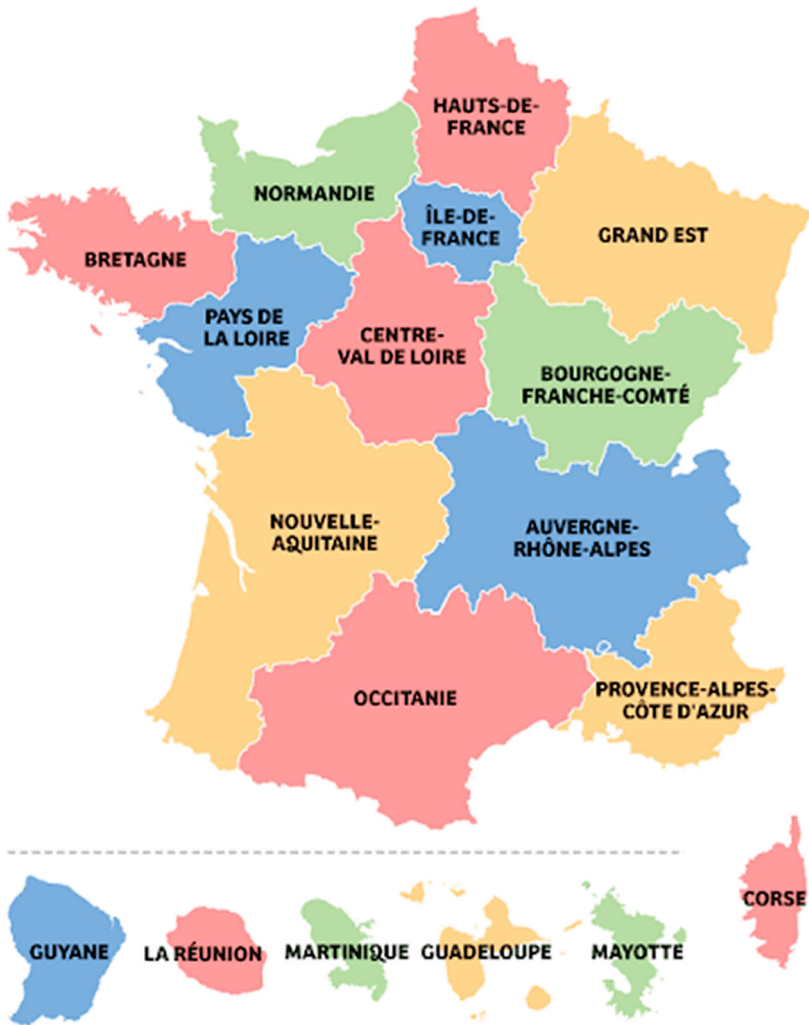 HAUTS-DE-
FRANCE
NORMANDIE
ÎLE-DE-
FRANCE
GRAND EST
BRETAGNE
PAYS DE
LA LOIRE
CENTRE-
VAL DE LOIRE
BOURGOGNE-
FRANCHE-COMTÉ
NOUVELLE-
AQUITAINE
AUVERGNE-
RHÔNE-ALPES
OCCITANIE
PROVENCE-ALPES-
CÔTE D'AZUR
CORSE
GUYANE
LA RÉUNION
MARTINIQUE
GUADELOUPE
MAYOTTE